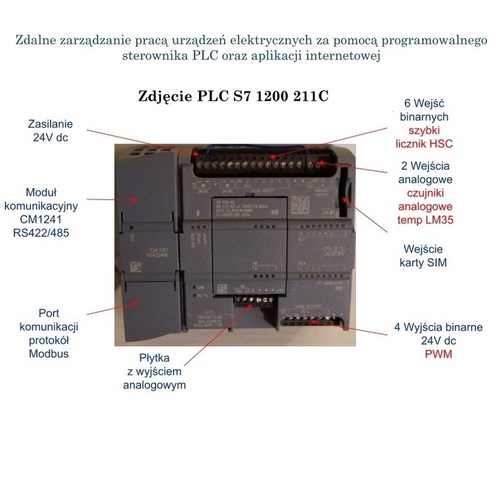 Zdalne zarządzanie pracą urządzeń elektrycznych za pomocą programowalnego
sterownika PLC oraz aplikacji internetowej
Zdjęcie PLC S7 1200 211C
Zasilanie
24V dc
6 Wejść
binarnych
szybki
licznik HSC
2 Wejścia
analogowe
czujniki
analogowe
temp LM35
Moduł
komunikacyjny
CM1241
RS422/485
Wejście
karty SIM
Port
komunikacji
protokół
Modbus
Płytka
z wyjściem
analogowym
4 Wyjścia binarne
24V dc
PWM